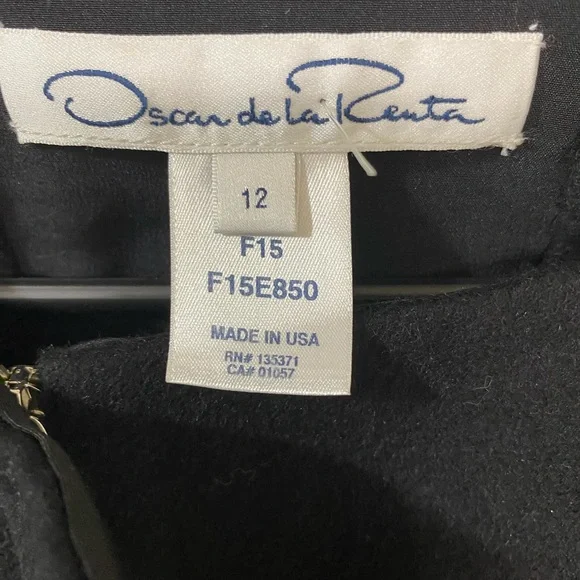 Oscar de la Renta
12
F15
F15E850
MADE IN USA
RN# 135371
CA# 01057